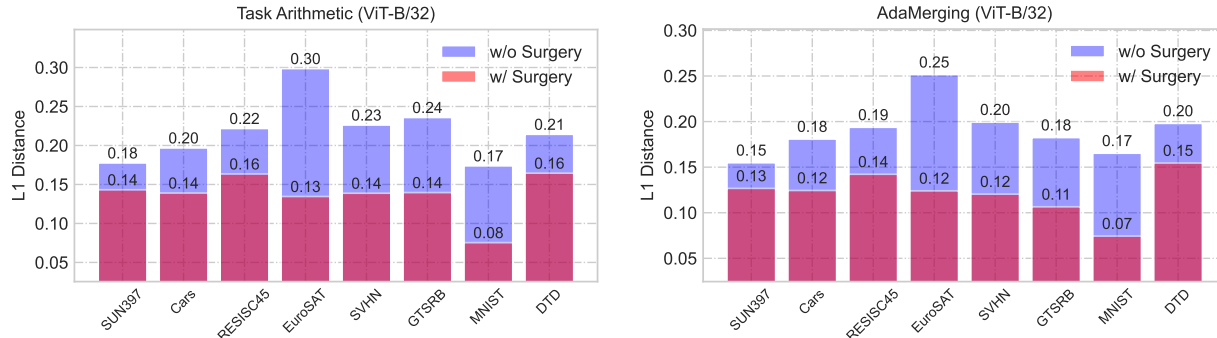 Task Arithmetic (ViT-B/32)
L1 Distance
0.30
0.25
0.20
0.15
0.10
0.05
w/o Surgery
w/ Surgery
0.18
0.20
0.22
0.30
0.23
0.24
0.17
0.21
0.14
0.14
0.16
0.13
0.14
0.14
0.08
0.16
SUN397
Cars
RESISC45
EuroSAT
SVHN
GTSRB
MNIST
DTD
AdaMerging (ViT-B/32)
L1 Distance
0.30
0.25
0.20
0.15
0.10
0.05
w/o Surgery
w/ Surgery
0.15
0.18
0.19
0.25
0.20
0.18
0.17
0.20
0.13
0.12
0.14
0.12
0.12
0.11
0.07
0.15
SUN397
Cars
RESISC45
EuroSAT
SVHN
GTSRB
MNIST
DTD